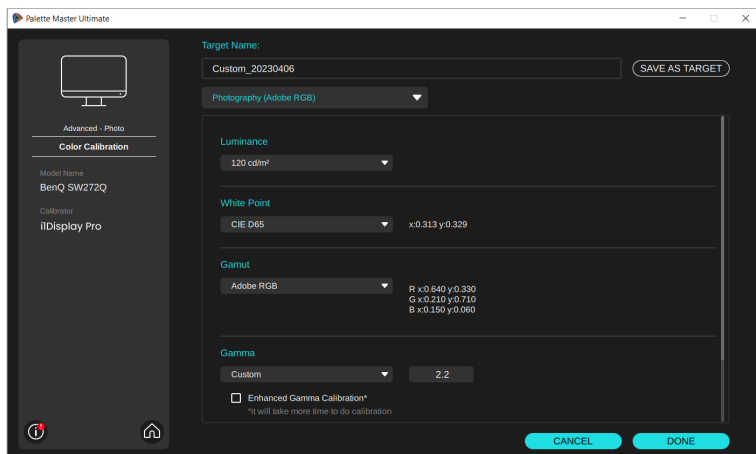 Palette Master Ultimate
Advanced - Photo
Color Calibration
Model Name
BenQ SW272Q
Calibrator
i1Display Pro
Target Name:
Custom_20230406
SAVE AS TARGET
Photography (Adobe RGB)
Luminance
120 cd/m²
White Point
CIE D65
x:0.313 y:0.329
Gamut
Adobe RGB
R x:0.640 y:0.330
G x:0.210 y:0.710
B x:0.150 y:0.060
Gamma
Custom
2.2
Enhanced Gamma Calibration*
*It will take more time to do calibration
CANCEL
DONE